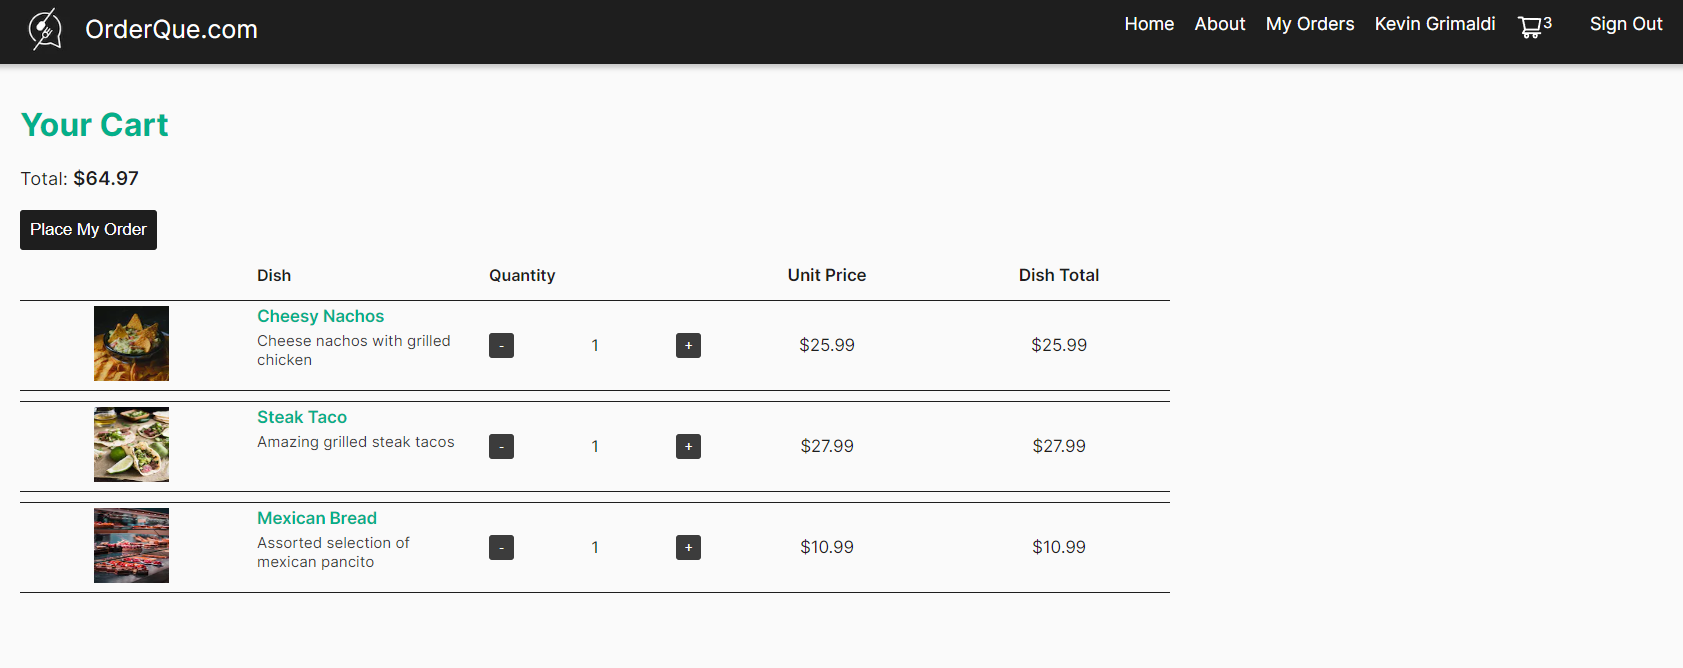 OrderQue.com
Home About My Orders Kevin Grimaldi 3 Sign Out
Your Cart
Total: $64.97
Place My Order
Dish Quantity Unit Price Dish Total
Cheesy Nachos
Cheese nachos with grilled
chicken
- 1 + $25.99 $25.99
Steak Taco
Amazing grilled steak tacos
- 1 + $27.99 $27.99
Mexican Bread
Assorted selection of
mexican pancito
- 1 + $10.99 $10.99